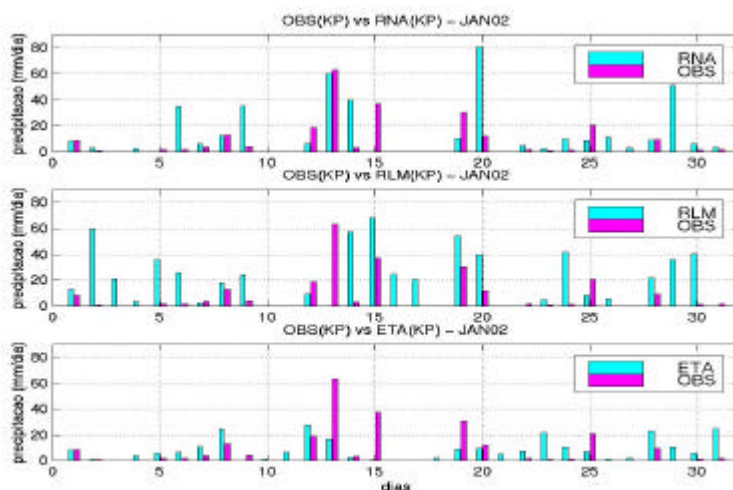 OBS(KP) vs RNA(KP) – JAN02
precipitacao (mm/dia)
80
60
40
20
0
RNA
OBS
0 5 10 15 20 25 30
OBS(KP) vs RLM(KP) – JAN02
precipitacao (mm/dia)
80
60
40
20
0
RLM
OBS
0 5 10 15 20 25 30
OBS(KP) vs ETA(KP) – JAN02
precipitacao (mm/dia)
80
60
40
20
0
ETA
OBS
0 5 10 15 20 25 30
dias